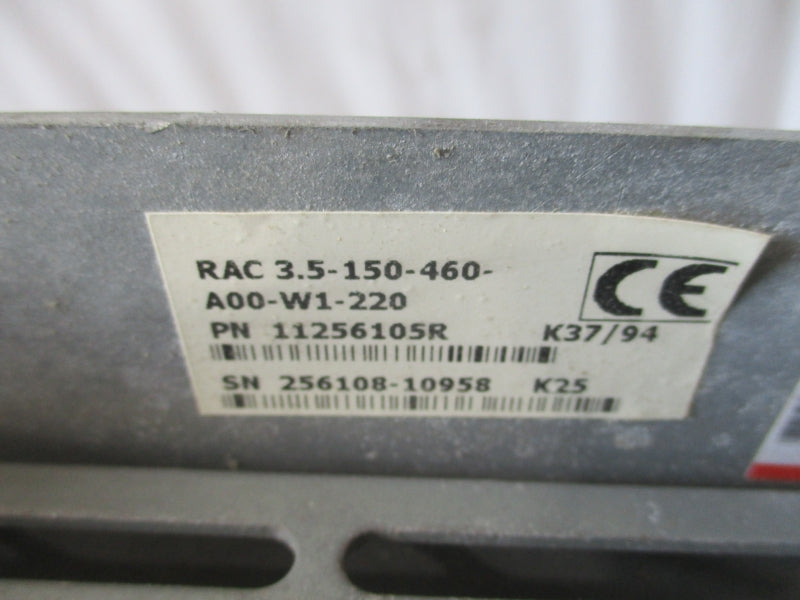 RAC 3.5-150-460-
A00-W1-220
CE
PN 11256105R K37/94
SN 256108-10958 K25